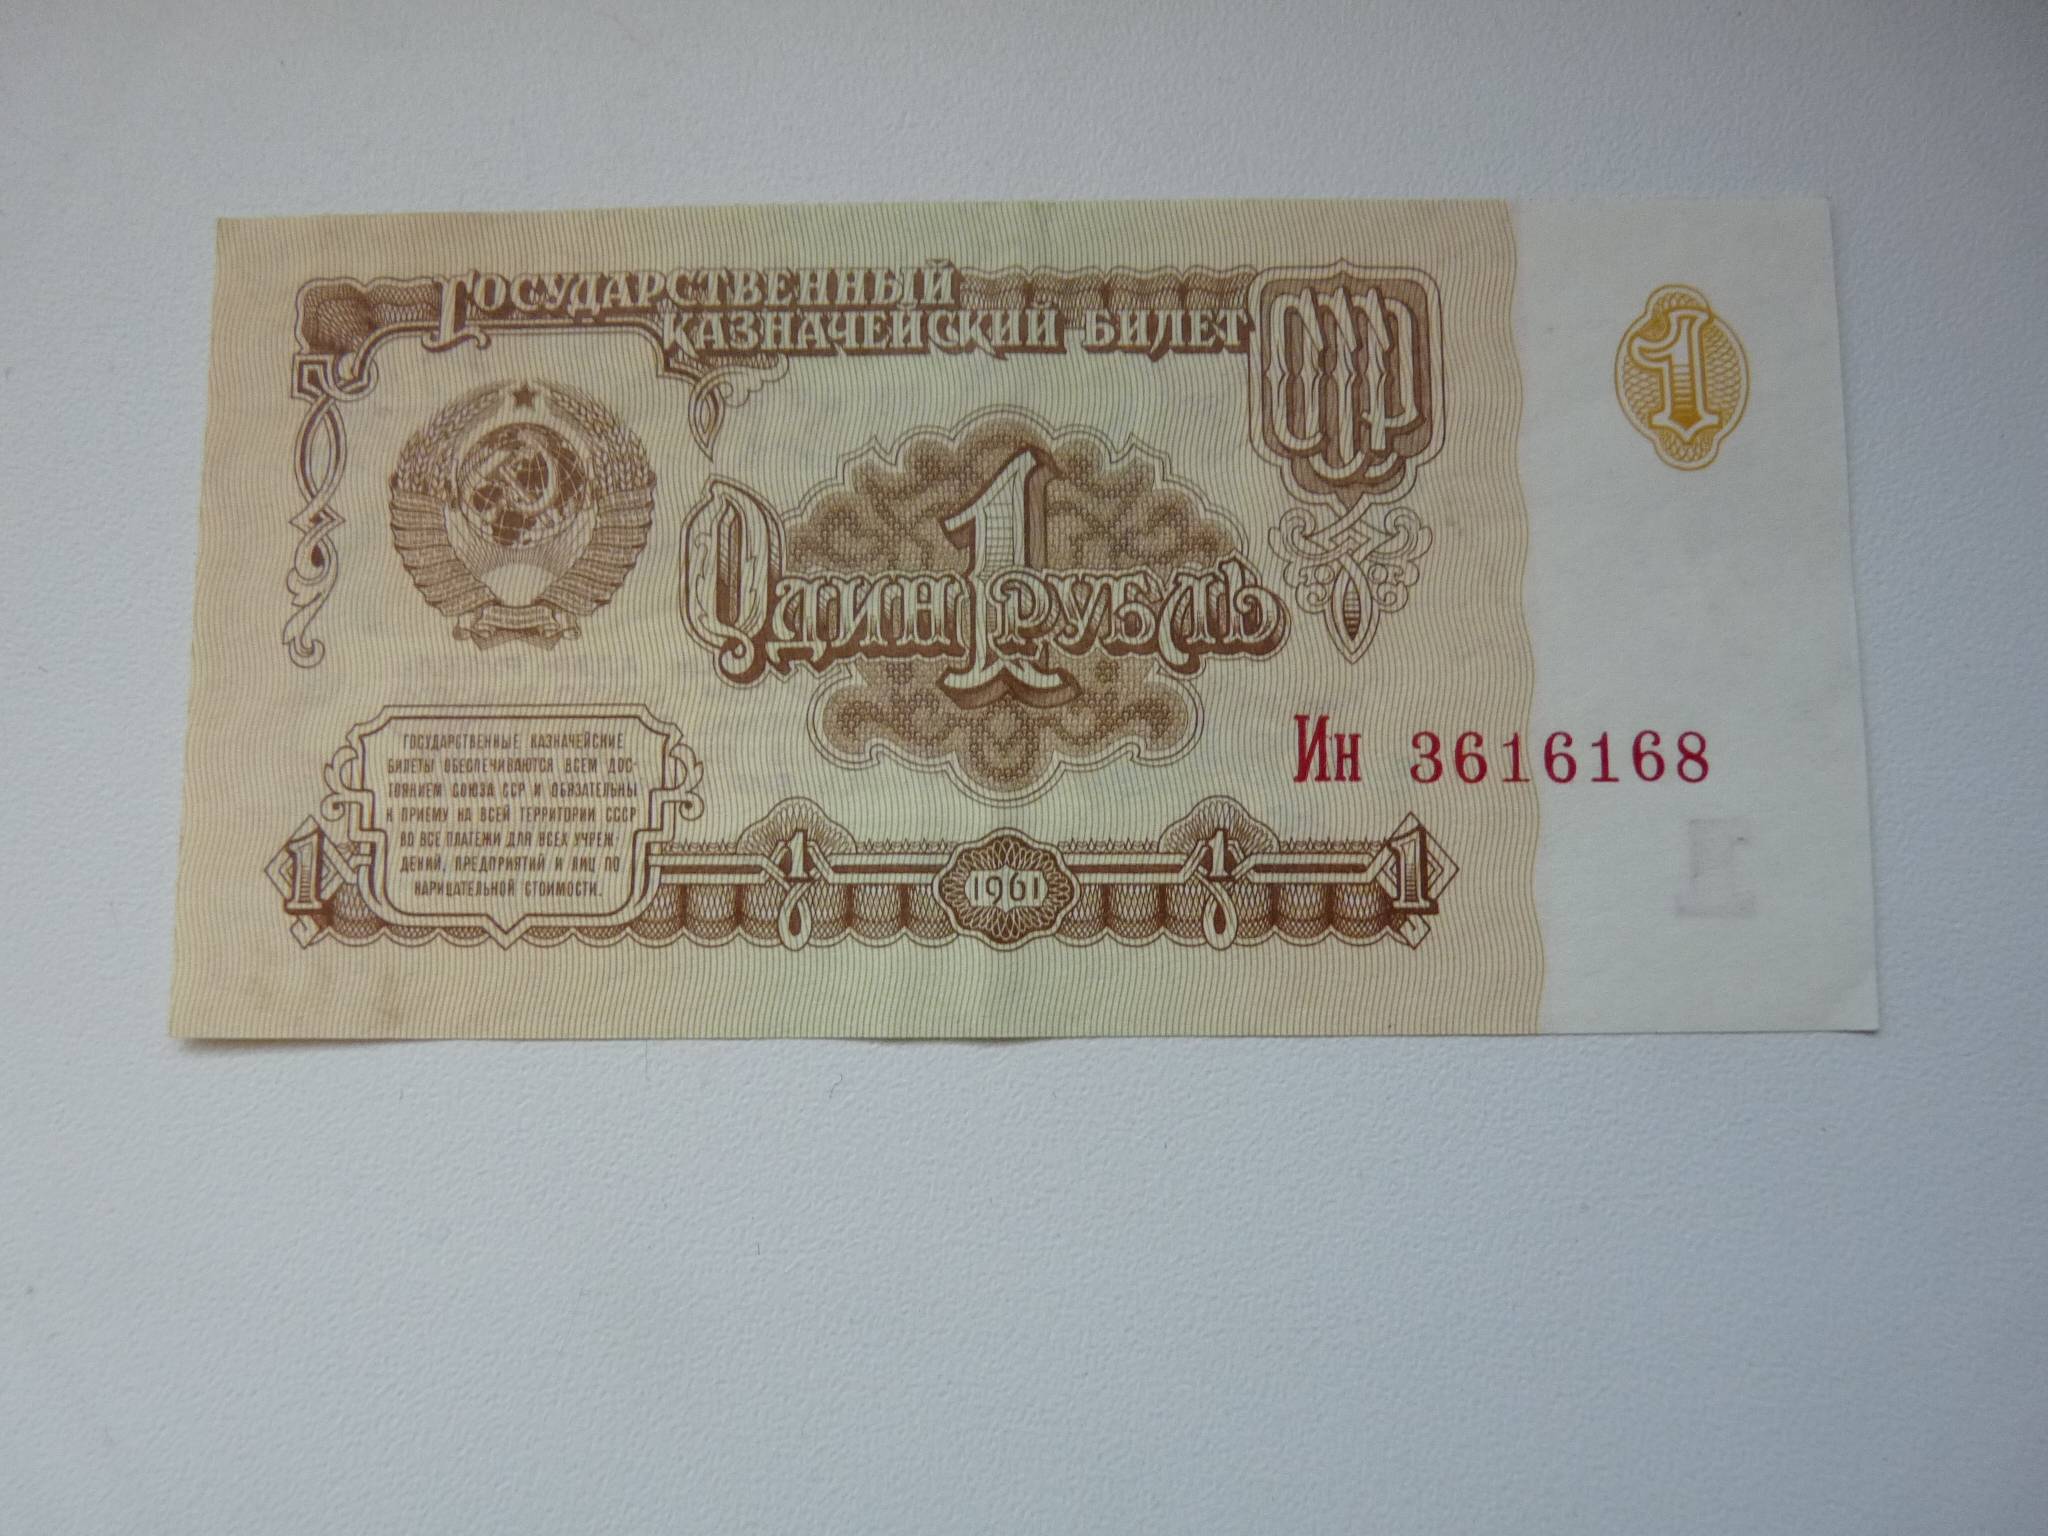 ГОСУДАРСТВЕННЫЙ
КАЗНАЧЕЙСКИЙ БИЛЕТ
СССР
1
1
ОДИН РУБЛЬ
Ин 3616168
ГОСУДАРСТВЕННЫЕ КАЗНАЧЕЙСКИЕ
БИЛЕТЫ ОБЕСПЕЧИВАЮТСЯ ВСЕМ ДОС-
ТОЯНИЕМ СОЮЗА ССР И ОБЯЗАТЕЛЬНЫ
К ПРИЕМУ НА ВСЕЙ ТЕРРИТОРИИ СССР
ВО ВСЕ ПЛАТЕЖИ ДЛЯ ВСЕХ УЧРЕЖ-
ДЕНИЙ, ПРЕДПРИЯТИЙ И ЛИЦ ПО
НАРИЦАТЕЛЬНОЙ СТОИМОСТИ.
1 1 1961 1 1